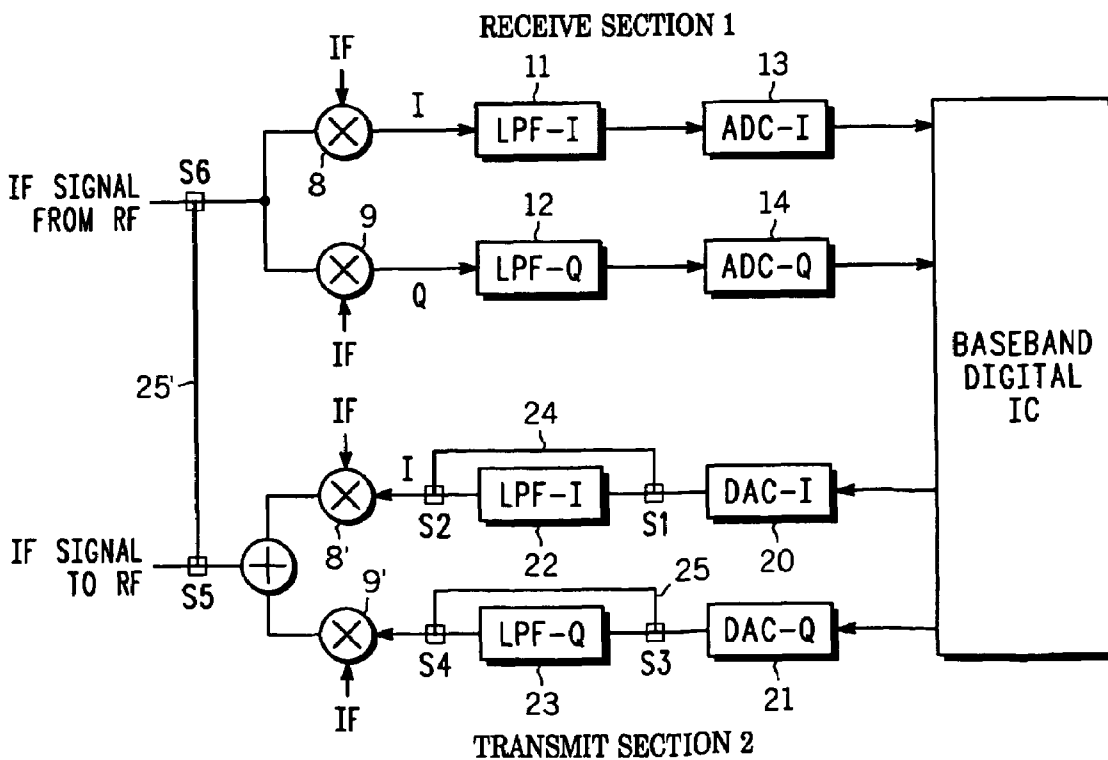 RECEIVE SECTION 1
IF
I
11
13
LPF-I
ADC-I
8
S6
IF SIGNAL
FROM RF
9
12
14
LPF-Q
ADC-Q
Q
IF
BASEBAND
DIGITAL
IC
25'
IF
24
I
LPF-I
DAC-I
S2
S1
8'
22
20
IF SIGNAL
TO RF
S5
9'
25
LPF-Q
DAC-Q
S4
S3
23
21
IF
TRANSMIT SECTION 2